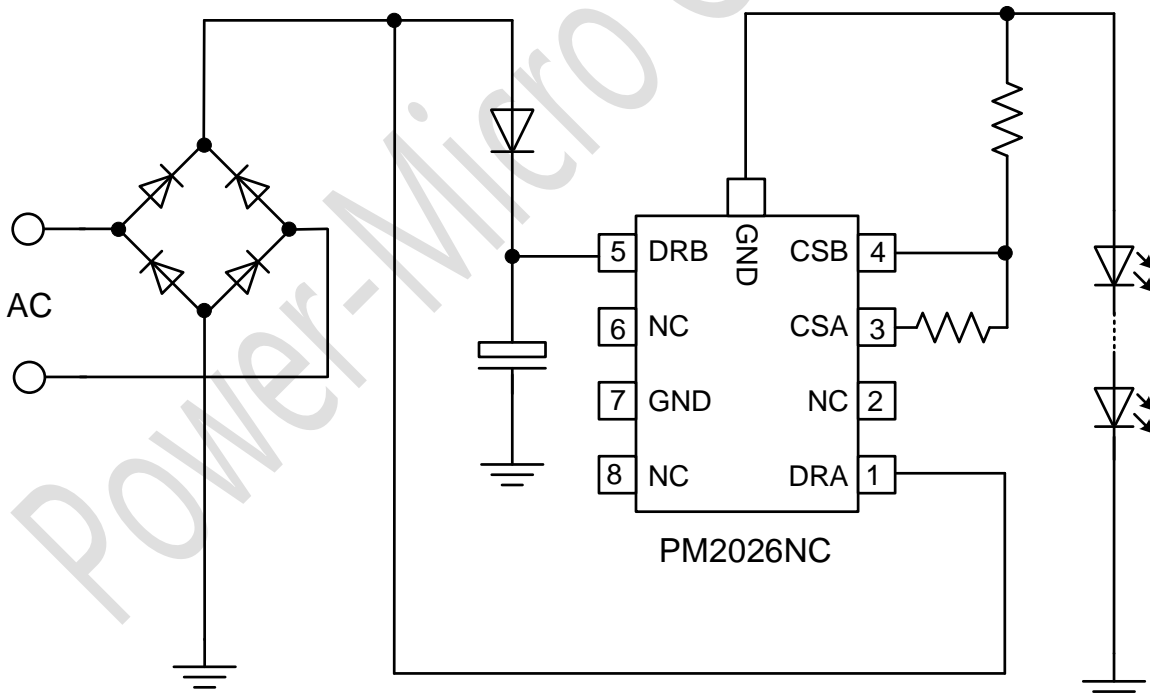 Power-Micro
AC
GND
5 DRB
CSB 4
6 NC
CSA 3
7 GND
NC 2
8 NC
DRA 1
PM2026NC